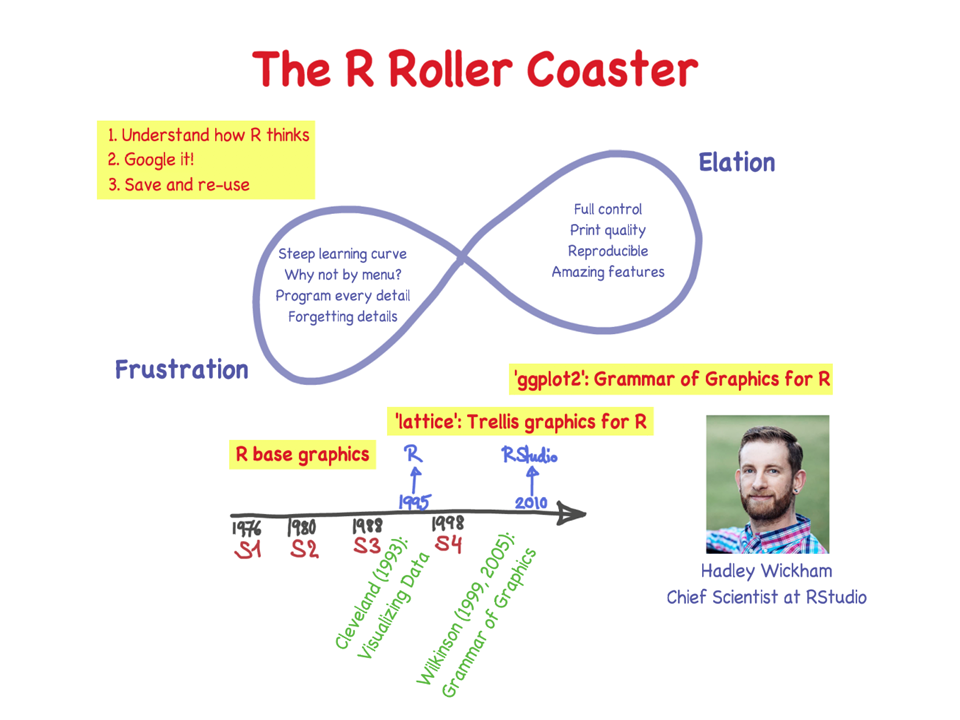 The R Roller Coaster
1. Understand how R thinks
2. Google it!
3. Save and re-use
Elation
Full control
Print quality
Reproducible
Amazing features
Steep learning curve
Why not by menu?
Program every detail
Forgetting details
Frustration
'ggplot2': Grammar of Graphics for R
'lattice': Trellis graphics for R
R base graphics
R
RStudio
1995
2010
1976
1980
1988
1998
S1
S2
S3
S4
Cleveland (1993):
Visualizing Data
Wilkinson (1999, 2005):
Grammar of Graphics
Hadley Wickham
Chief Scientist at RStudio